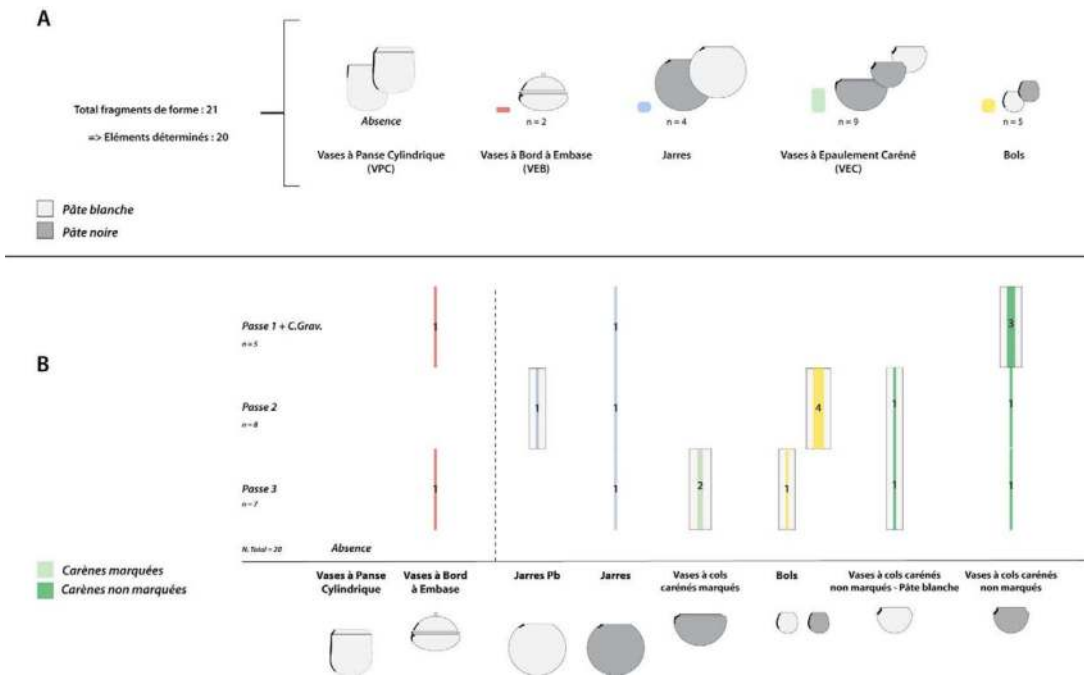 A
Total fragments de forme : 21
=> Eléments déterminés : 20
Absence
n = 2
n = 4
n = 9
n = 5
Vases à Panse Cylindrique
(VPC)
Vases à Bord à Embase
(VEB)
Jarres
Vases à Epaulement Caréné
(VEC)
Bols
Pâte blanche
Pâte noire
B
Passe 1 + C.Grav.
n = 5
1
1
3
Passe 2
n = 8
1
1
4
1
1
Passe 3
n = 7
1
1
2
1
1
1
N. Total = 20
Absence
Carènes marquées
Carènes non marquées
Vases à Panse
Cylindrique
Vases à Bord
à Embase
Jarres Pb
Jarres
Vases à cols
carénés marqués
Bols
Vases à cols carénés
non marqués - Pâte blanche
Vases à cols carénés
non marqués